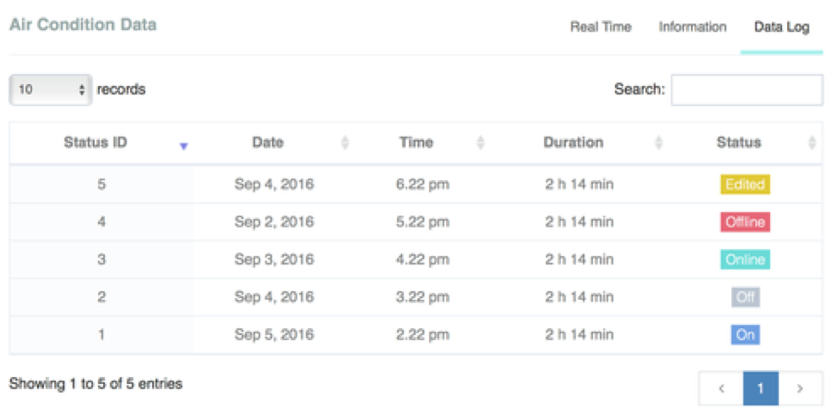 Air Condition Data Real Time Information Data Log
10 records Search:
Status ID Date Time Duration Status
5 Sep 4, 2016 6.22 pm 2 h 14 min Edited
4 Sep 2, 2016 5.22 pm 2 h 14 min Offline
3 Sep 3, 2016 4.22 pm 2 h 14 min Online
2 Sep 4, 2016 3.22 pm 2 h 14 min Off
1 Sep 5, 2016 2.22 pm 2 h 14 min On
Showing 1 to 5 of 5 entries < 1 >